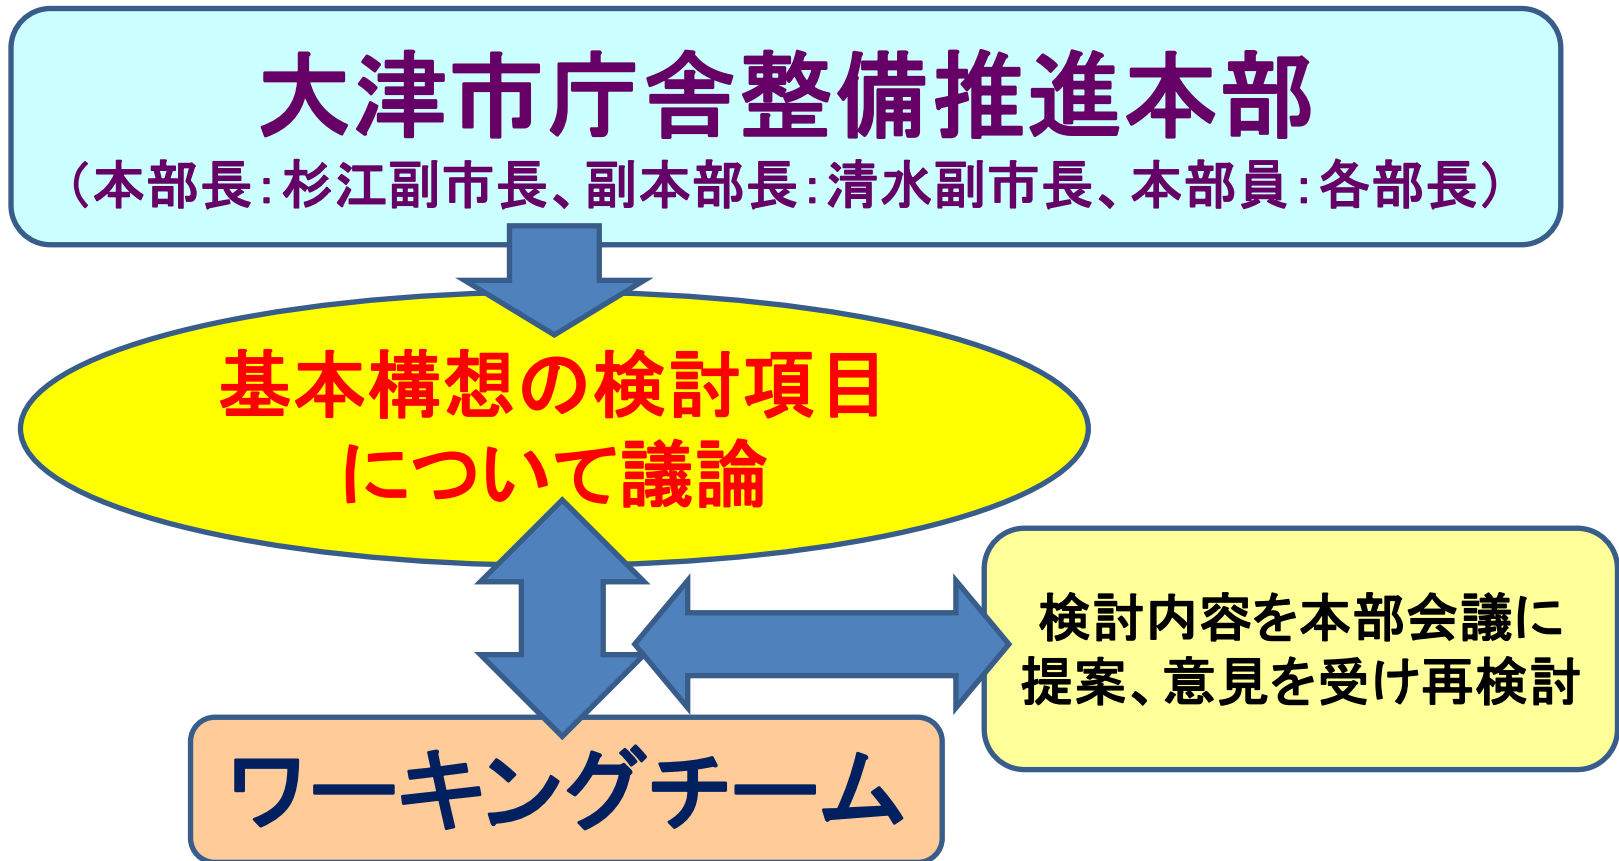 大津市庁舎整備推進本部
（本部長：杉江副市長、副本部長：清水副市長、本部員：各部長）
基本構想の検討項目
について議論
検討内容を本部会議に
提案、意見を受け再検討
ワーキングチーム